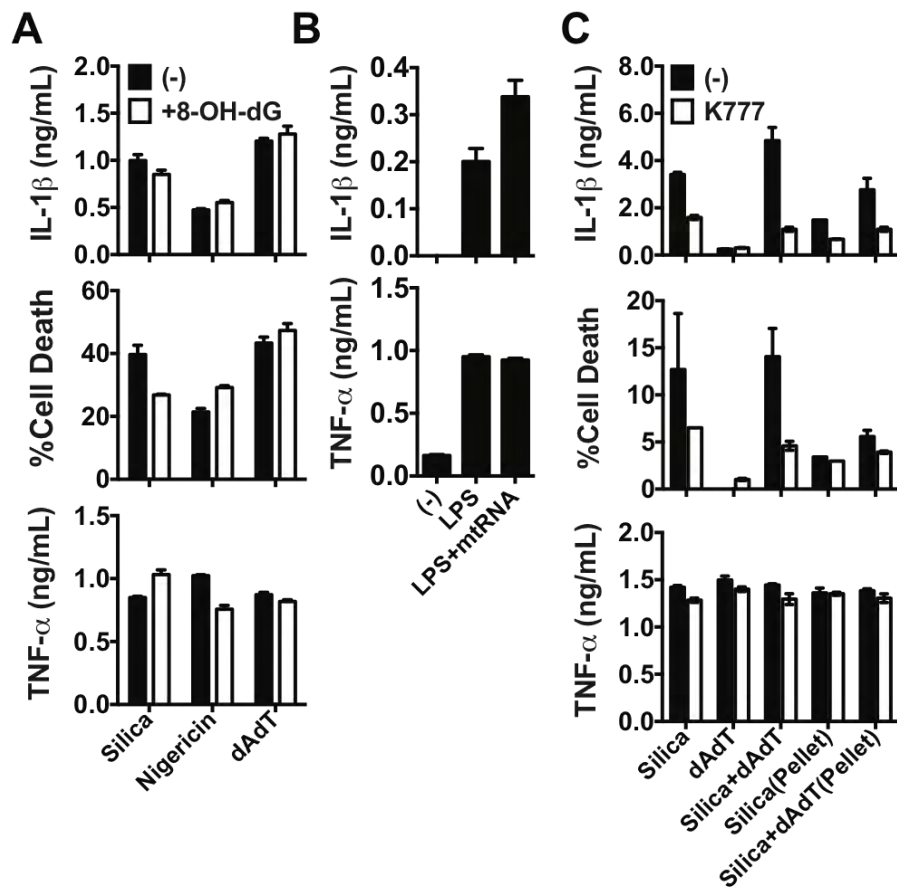 A
IL-1β (ng/mL)
2.0
1.5
1.0
0.5
0.0
(-)
+8-OH-dG
%Cell Death
60
40
20
0
TNF-α (ng/mL)
1.5
1.0
0.5
0.0
Silica
Nigericin
dAdT
B
IL-1β (ng/mL)
0.4
0.3
0.2
0.1
0.0
TNF-α (ng/mL)
1.5
1.0
0.5
0.0
(-)
LPS
LPS+mtRNA
C
IL-1β (ng/mL)
8.0
6.0
4.0
2.0
0.0
(-)
K777
%Cell Death
20
15
10
5
0
TNF-α (ng/mL)
2.0
1.5
1.0
0.5
0.0
Silica
dAdT
Silica+dAdT
Silica(Pellet)
Silica+dAdT(Pellet)